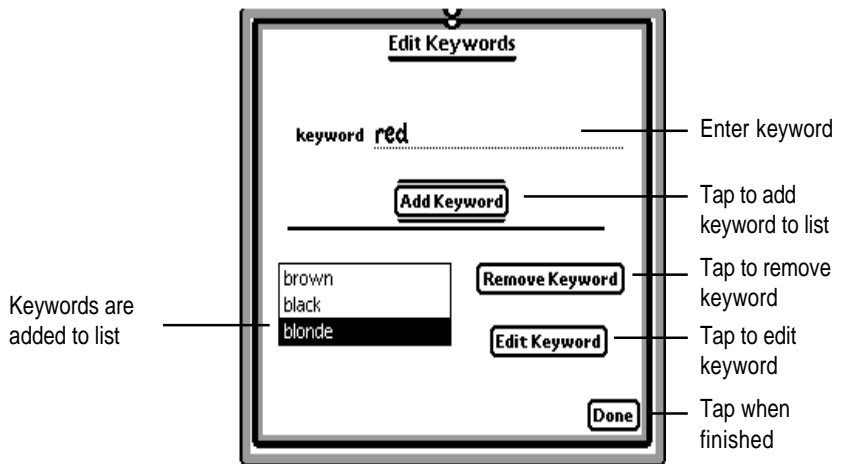 Edit Keywords
keyword red
Enter keyword
Add Keyword
Tap to add
keyword to list
brown
black
blonde
Remove Keyword
Tap to remove
keyword
Keywords are
added to list
Edit Keyword
Tap to edit
keyword
Done
Tap when
finished